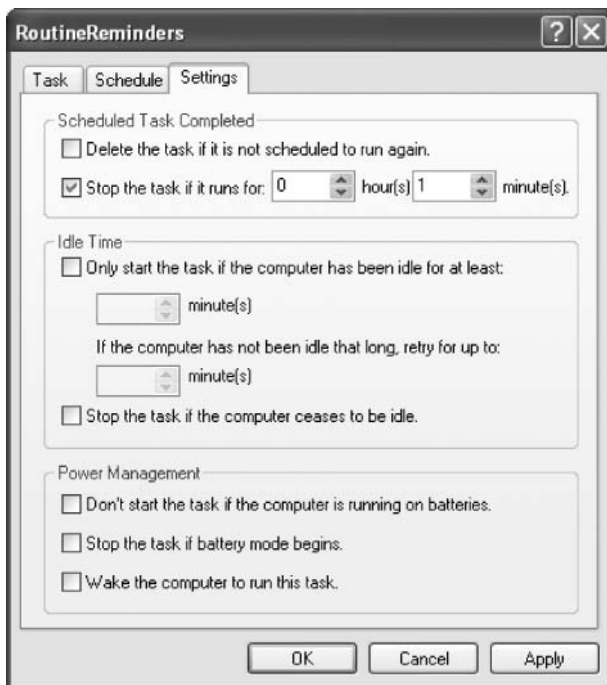 RoutineReminders
Task Schedule Settings
Scheduled Task Completed
Delete the task if it is not scheduled to run again.
Stop the task if it runs for: 0 hour(s) 1 minute(s).
Idle Time
Only start the task if the computer has been idle for at least:
minute(s)
If the computer has not been idle that long, retry for up to:
minute(s)
Stop the task if the computer ceases to be idle.
Power Management
Don't start the task if the computer is running on batteries.
Stop the task if battery mode begins.
Wake the computer to run this task.
OK Cancel Apply